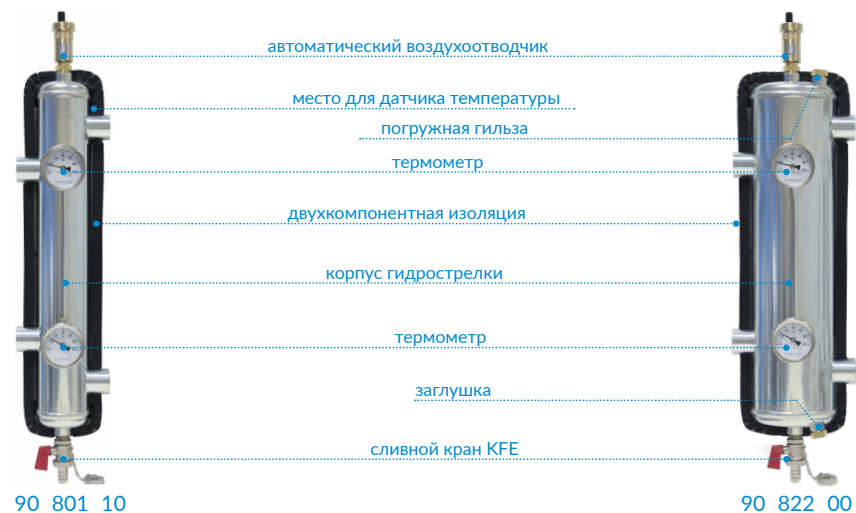 автоматический воздухоотводчик
место для датчика температуры
погружная гильза
термометр
двухкомпонентная изоляция
корпус гидрострелки
термометр
заглушка
сливной кран KFE
90 801 10
90 822 00